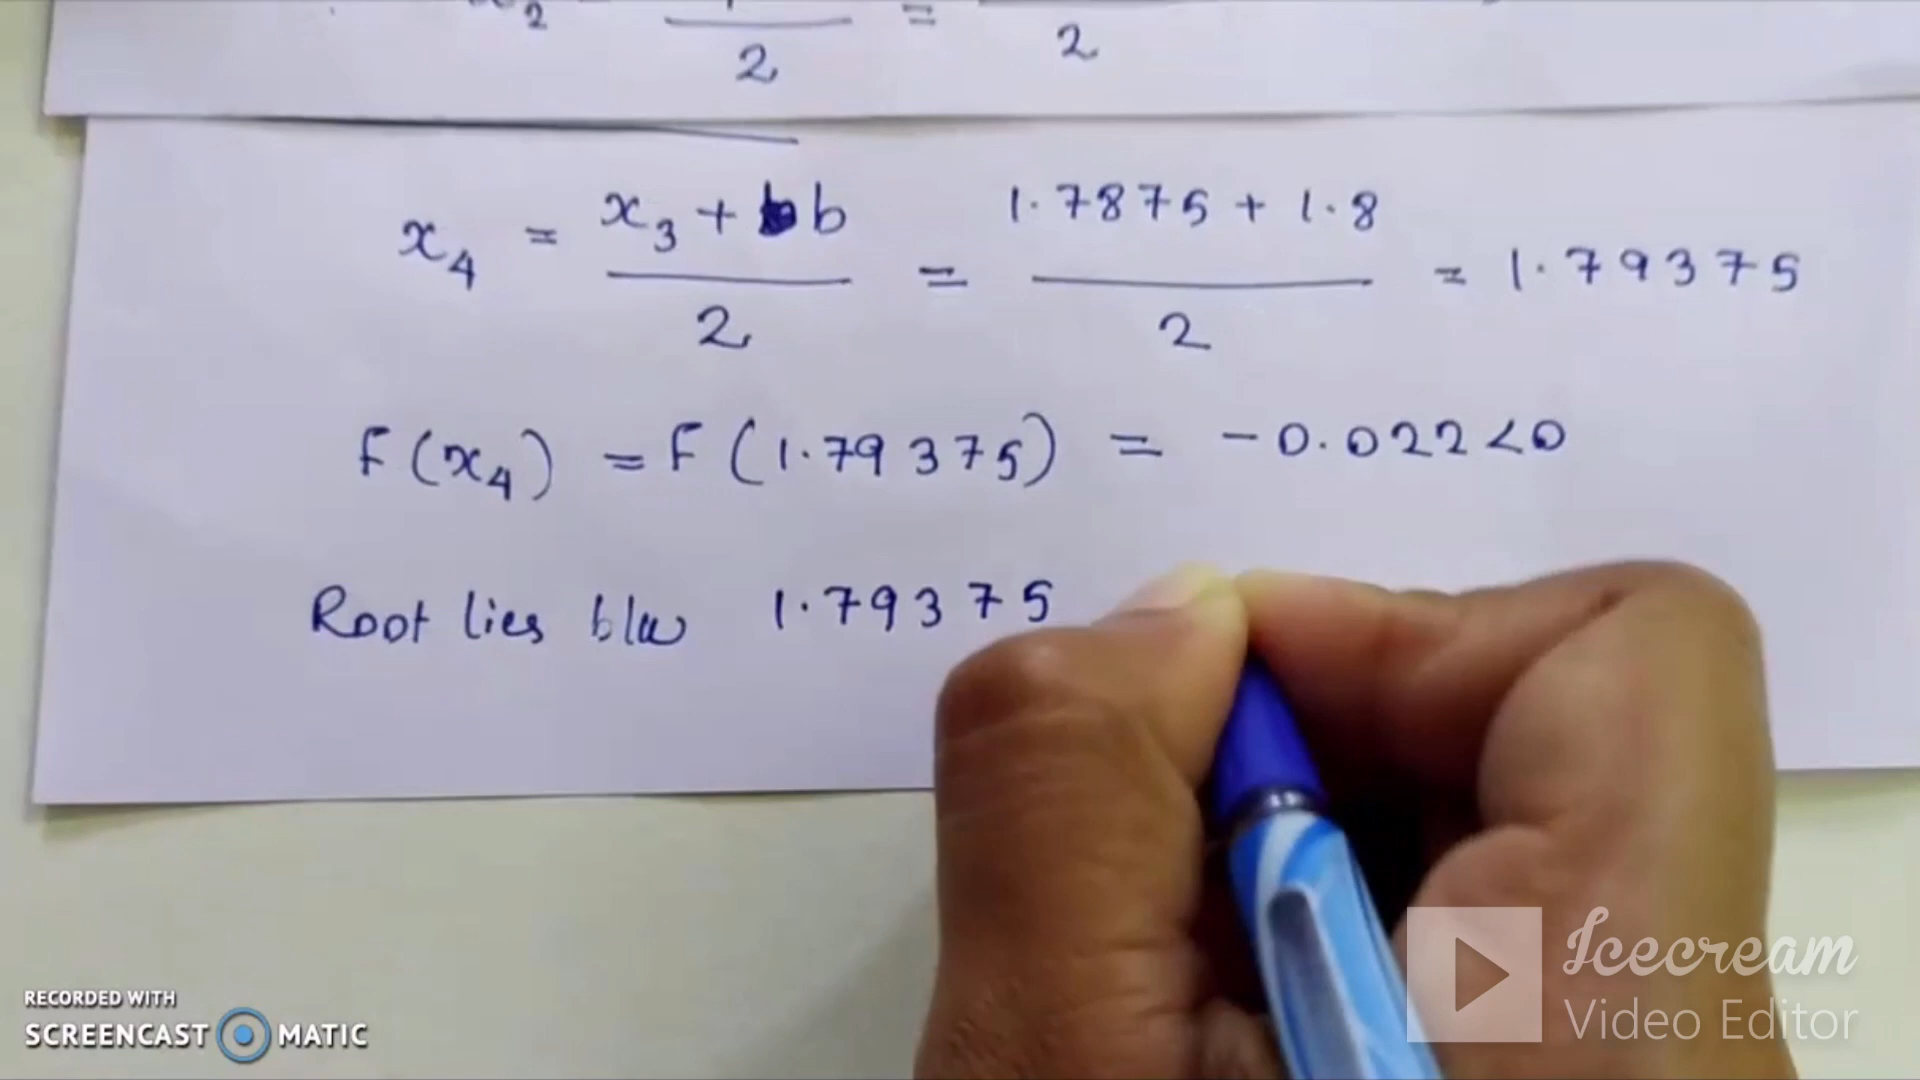 2 = 
2 2
x4 = x3 + b / 2 = 1.7875 + 1.8 / 2 = 1.79375
F(x4) = F(1.79375) = -0.022<0
Root lies b/w 1.79375
RECORDED WITH
SCREENCAST MATIC
Icecream
Video Editor